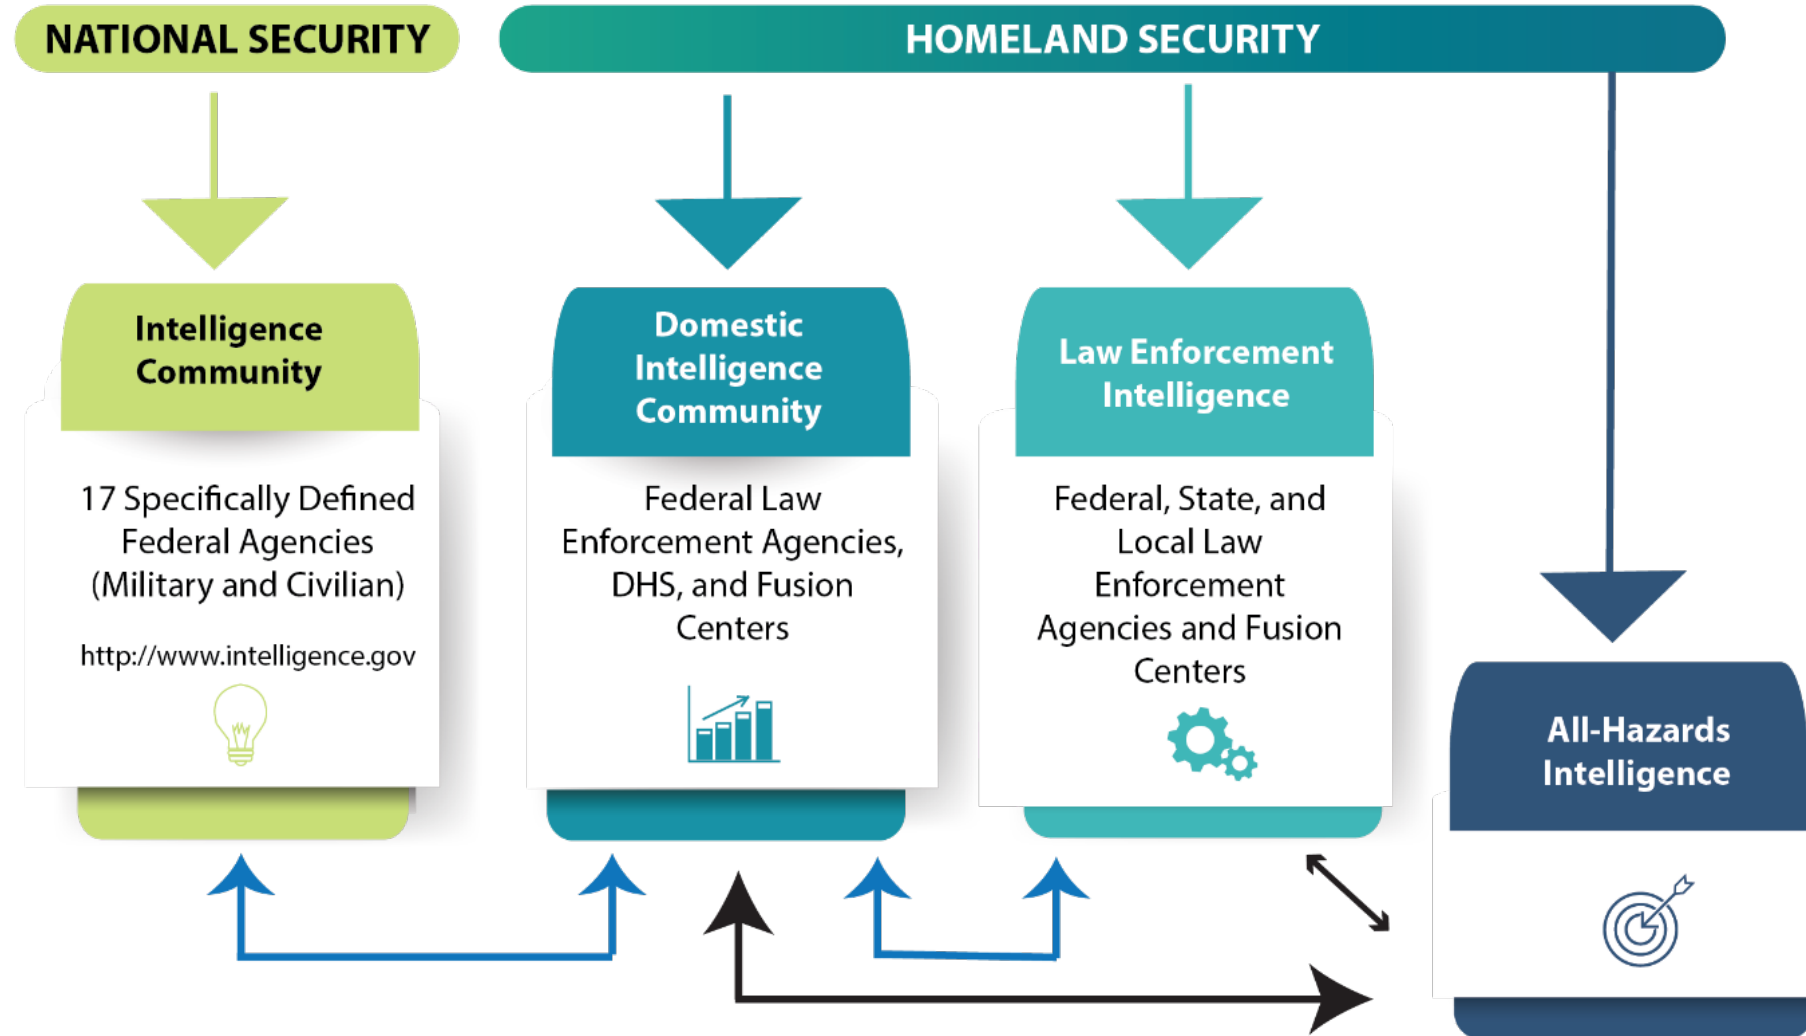 NATIONAL SECURITY
HOMELAND SECURITY
Intelligence
Community
17 Specifically Defined
Federal Agencies
(Military and Civilian)
http://www.intelligence.gov
Domestic
Intelligence
Community
Federal Law
Enforcement Agencies,
DHS, and Fusion
Centers
Law Enforcement
Intelligence
Federal, State, and
Local Law
Enforcement
Agencies and Fusion
Centers
All-Hazards
Intelligence